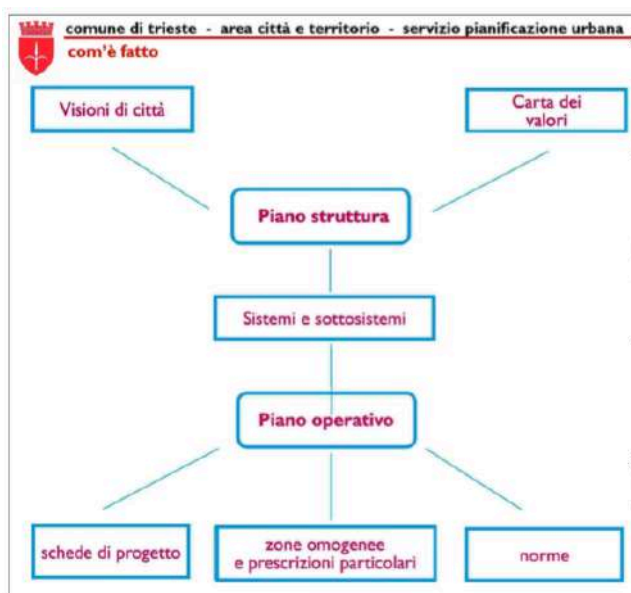 comune di trieste - area città e territorio - servizio pianificazione urbana
com'è fatto
Visioni di città
Carta dei
valori
Piano struttura
Sistemi e sottosistemi
Piano operativo
schede di progetto
zone omogenee
e prescrizioni particolari
norme